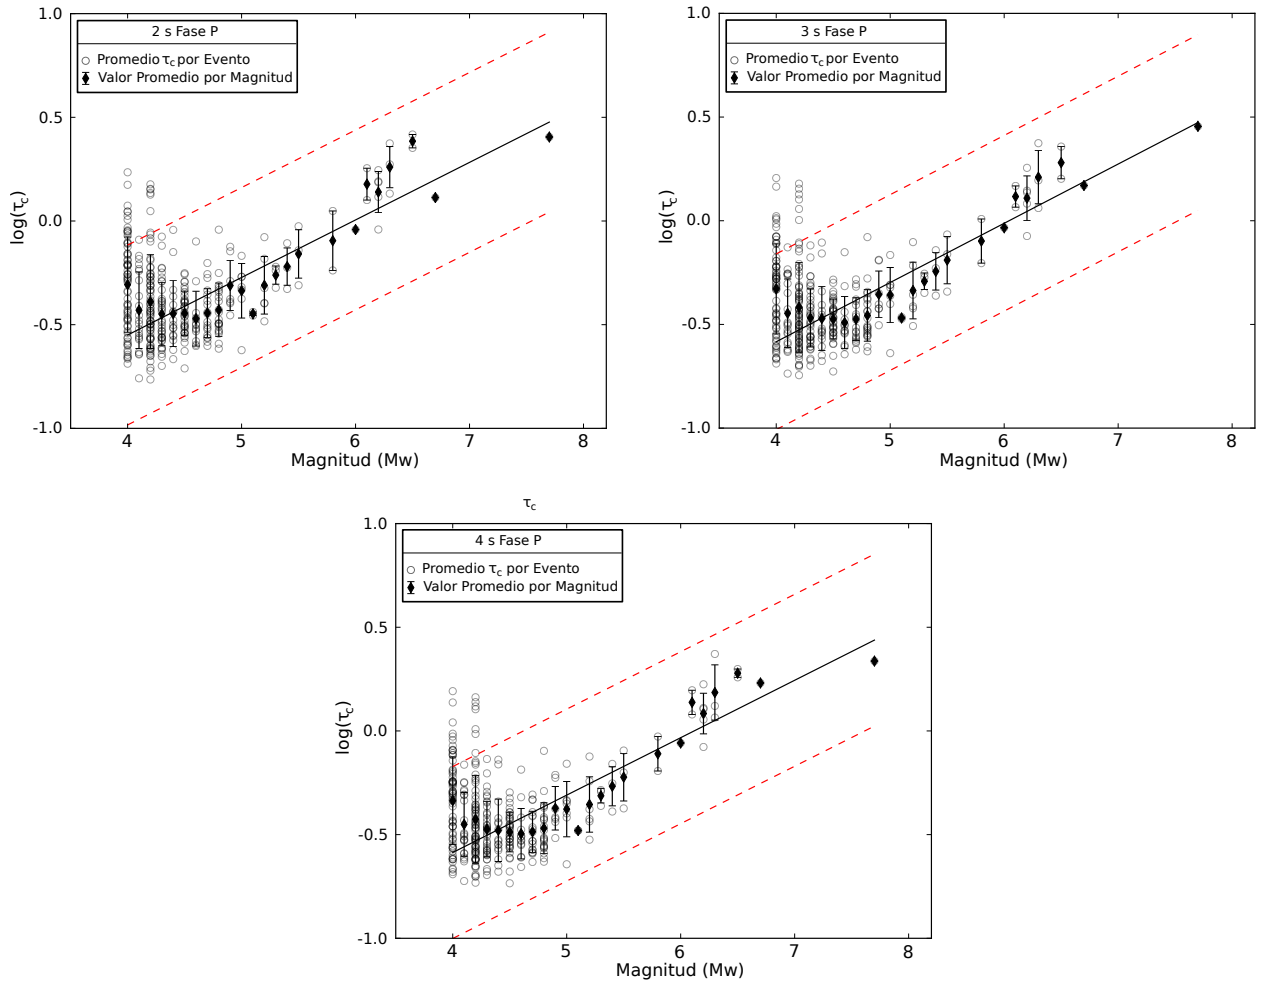 2 s Fase P
Promedio τc por Evento
Valor Promedio por Magnitud
1.0
0.5
0.0
-0.5
-1.0
log(τc)
4 5 6 7 8
Magnitud (Mw)
3 s Fase P
Promedio τc por Evento
Valor Promedio por Magnitud
1.0
0.5
0.0
-0.5
-1.0
log(τc)
4 5 6 7 8
Magnitud (Mw)
τc
4 s Fase P
Promedio τc por Evento
Valor Promedio por Magnitud
1.0
0.5
0.0
-0.5
-1.0
log(τc)
4 5 6 7 8
Magnitud (Mw)